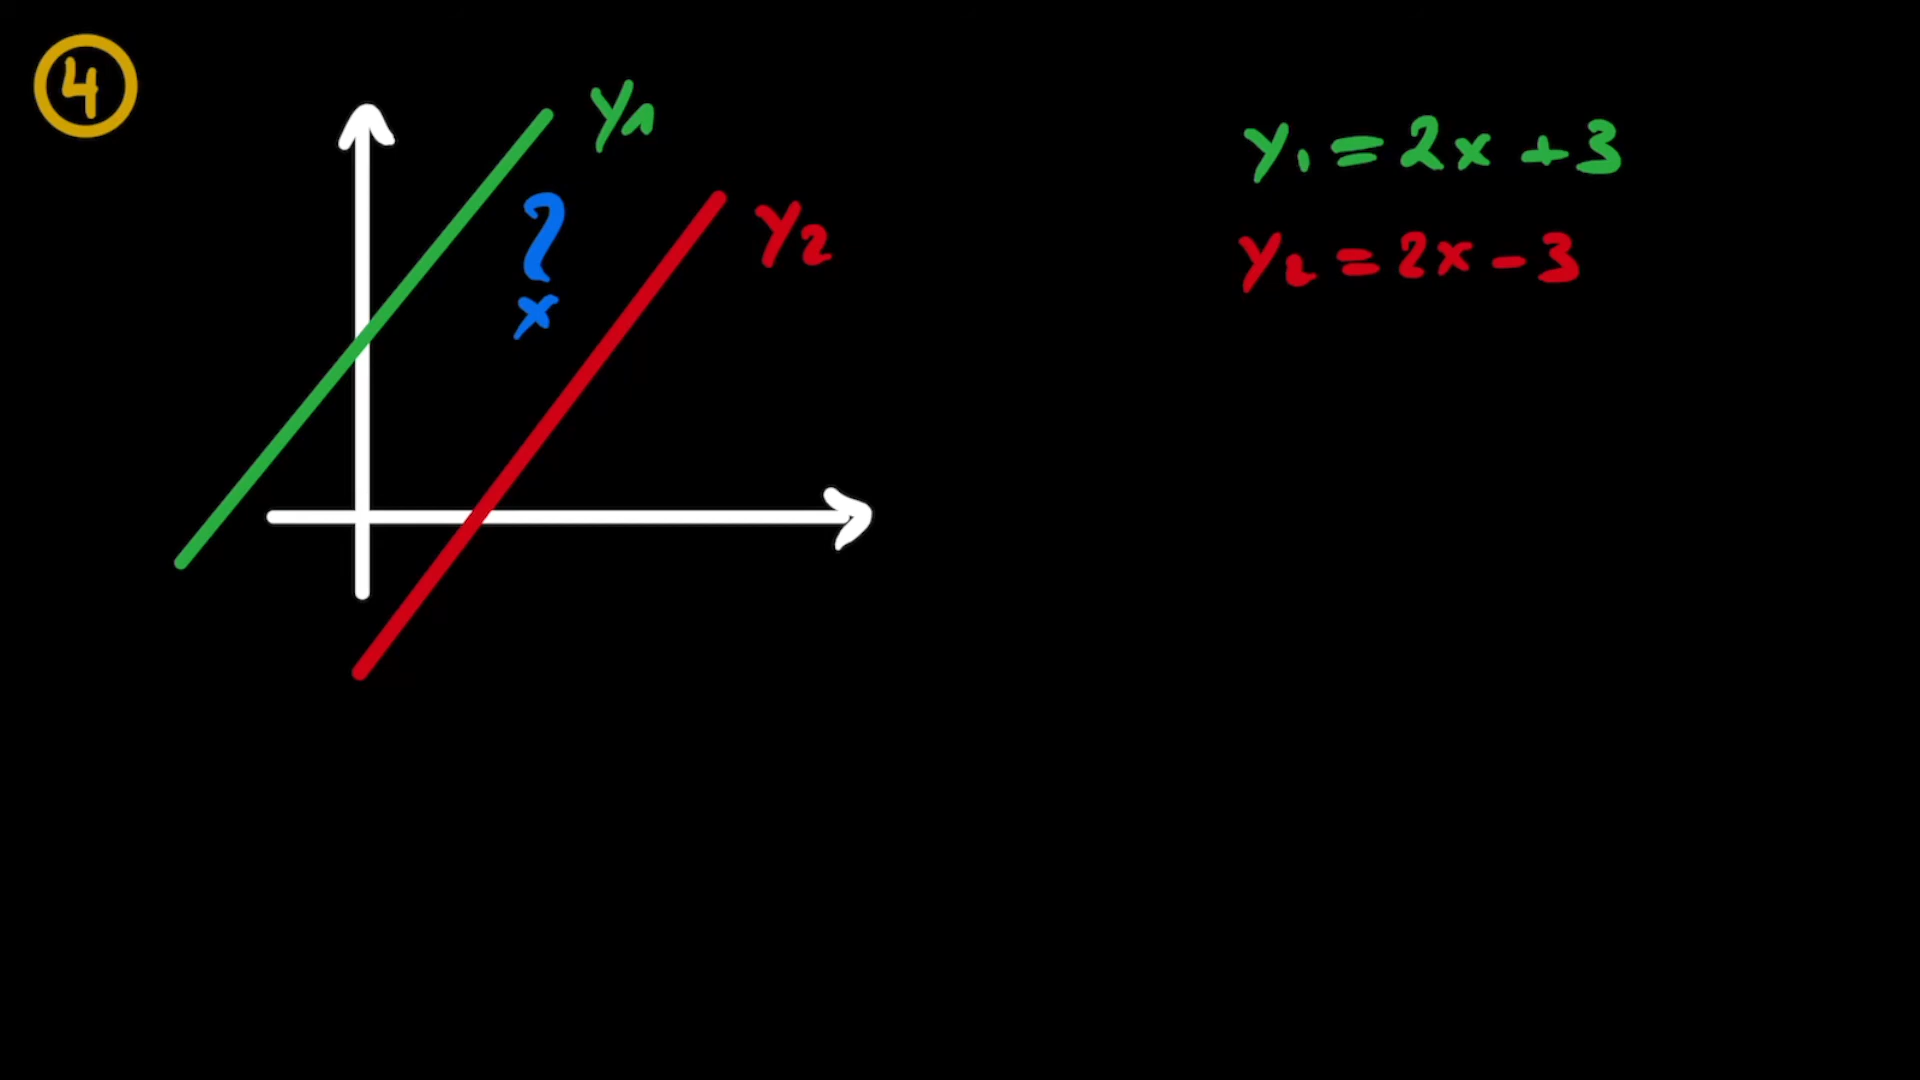 4
y1
?
x
y2
y1 = 2x + 3
y2 = 2x - 3